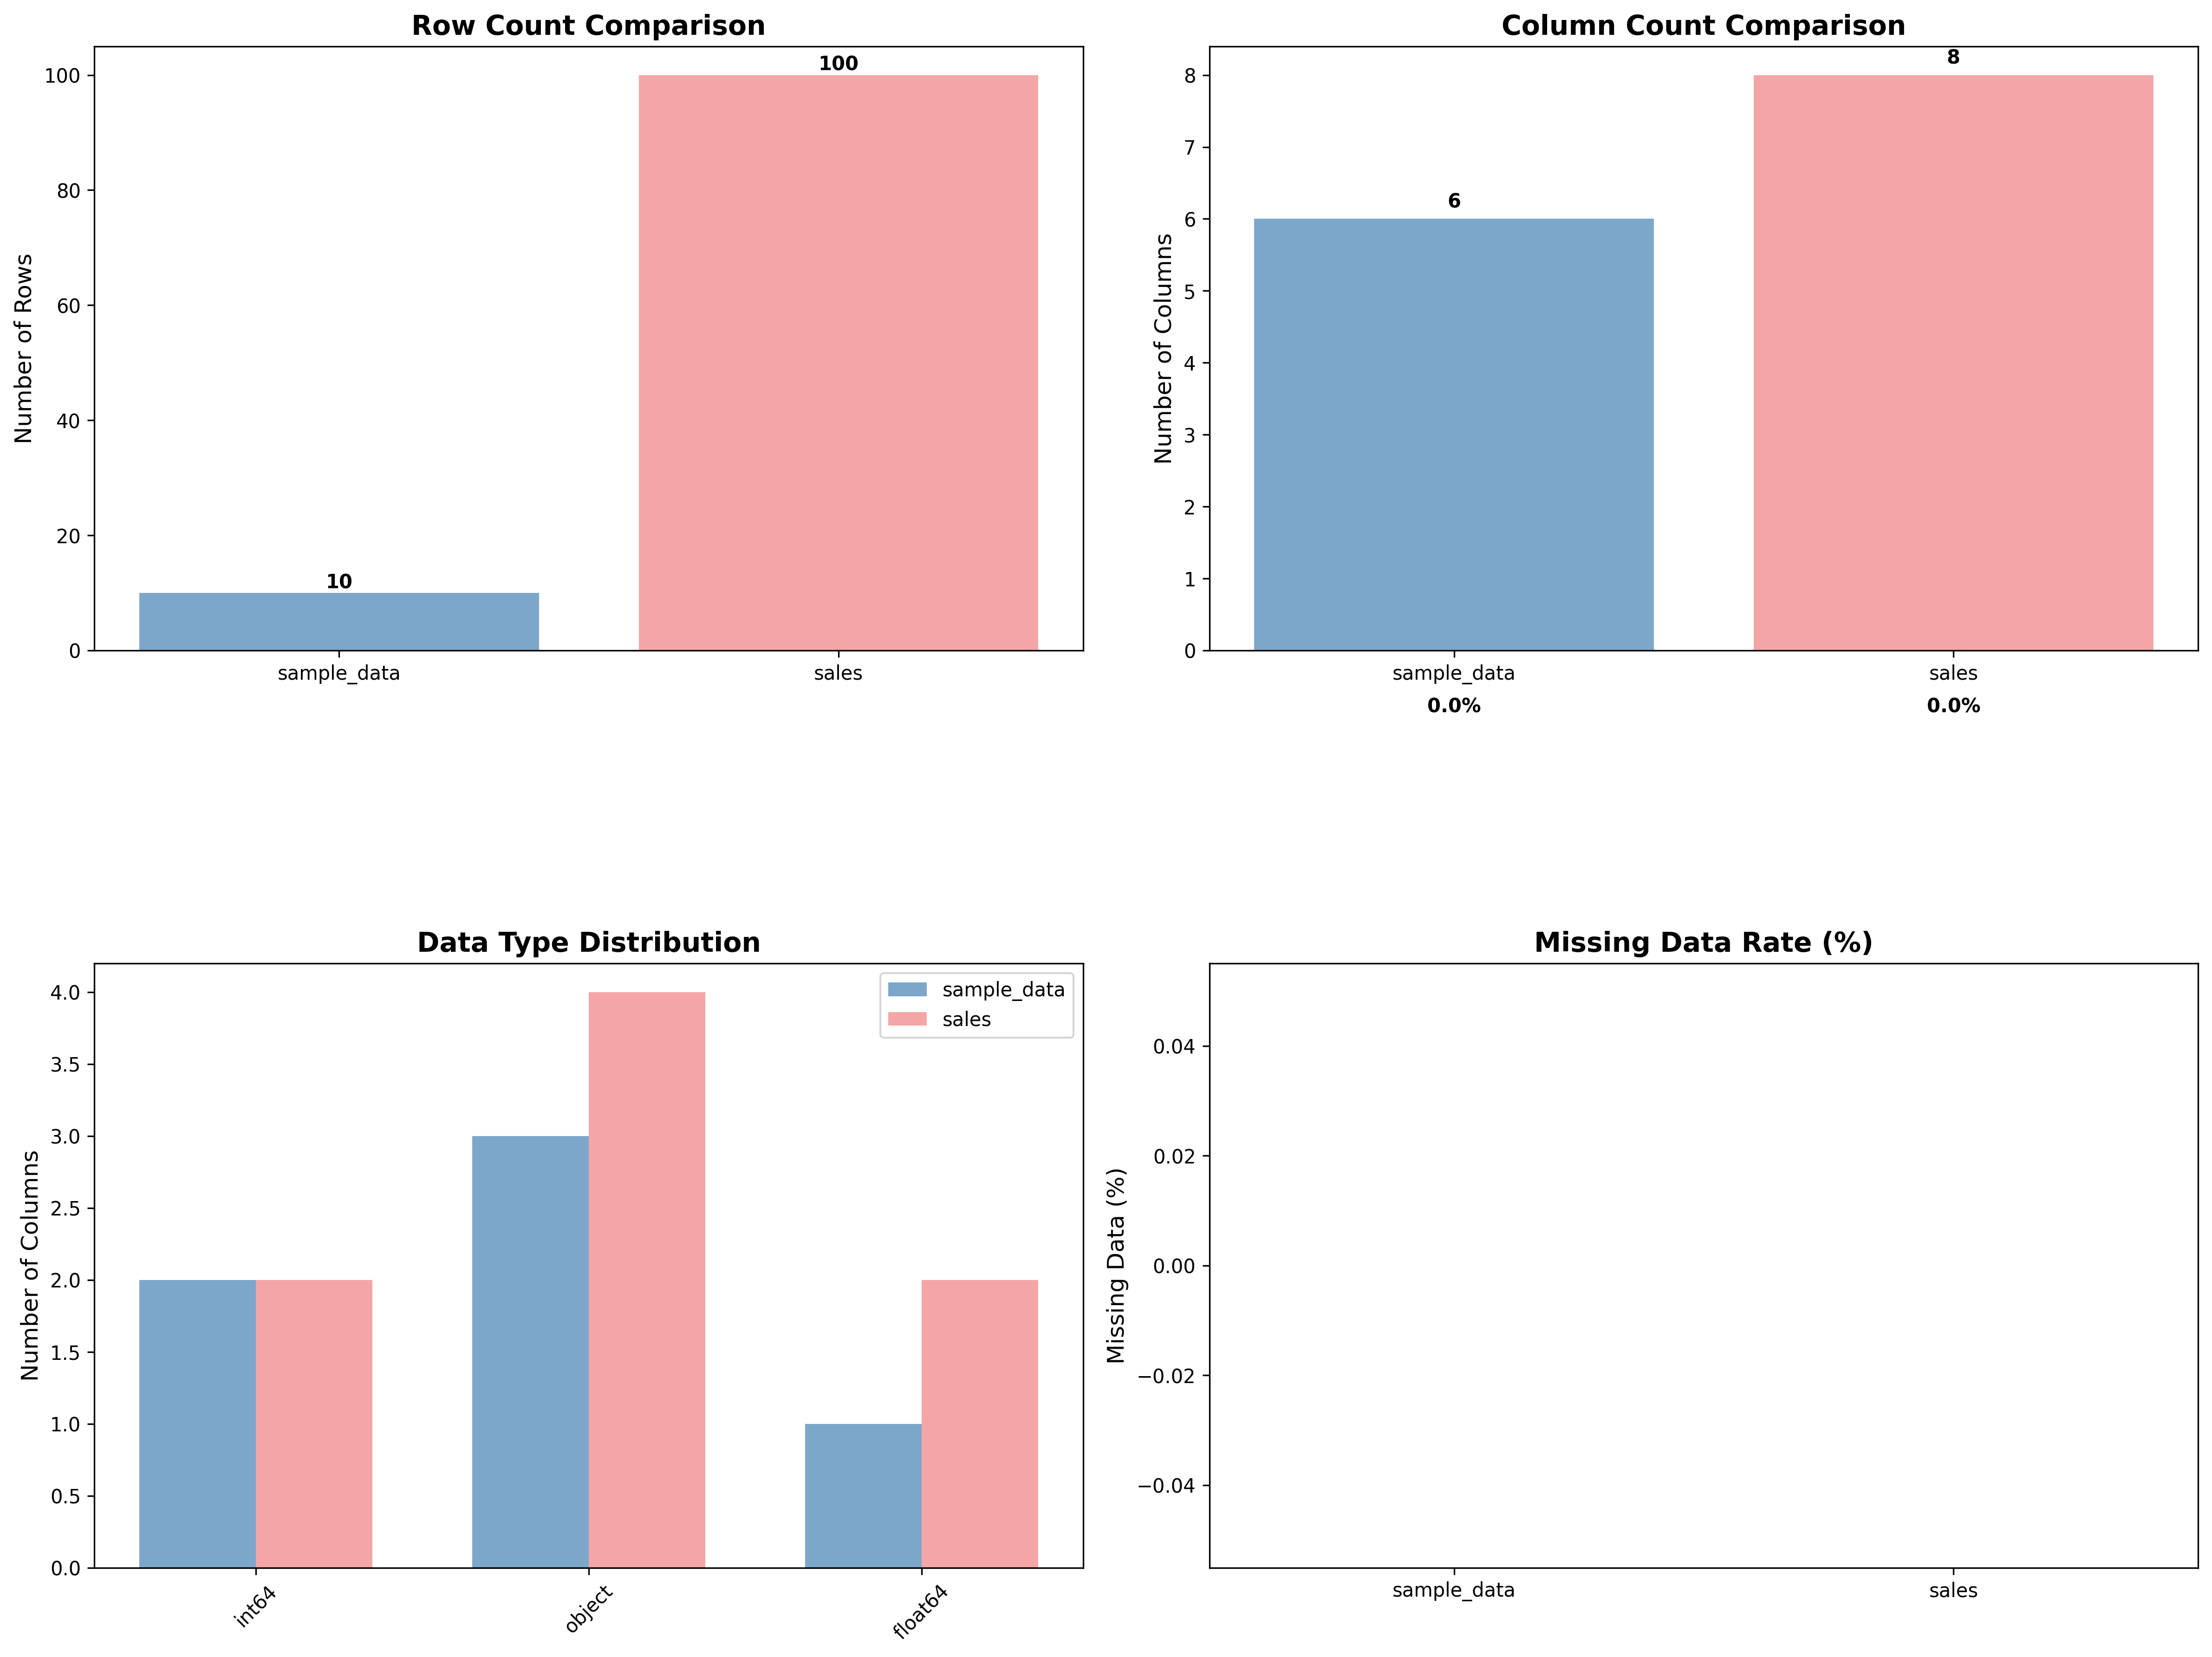 Row Count Comparison
Number of Rows
100
80
60
40
20
0
10
100
sample_data
sales
Column Count Comparison
Number of Columns
8
7
6
5
4
3
2
1
0
6
8
sample_data
sales
0.0%
0.0%
Data Type Distribution
Number of Columns
4.0
3.5
3.0
2.5
2.0
1.5
1.0
0.5
0.0
sample_data
sales
int64
object
float64
Missing Data Rate (%)
Missing Data (%)
0.04
0.02
0.00
−0.02
−0.04
sample_data
sales